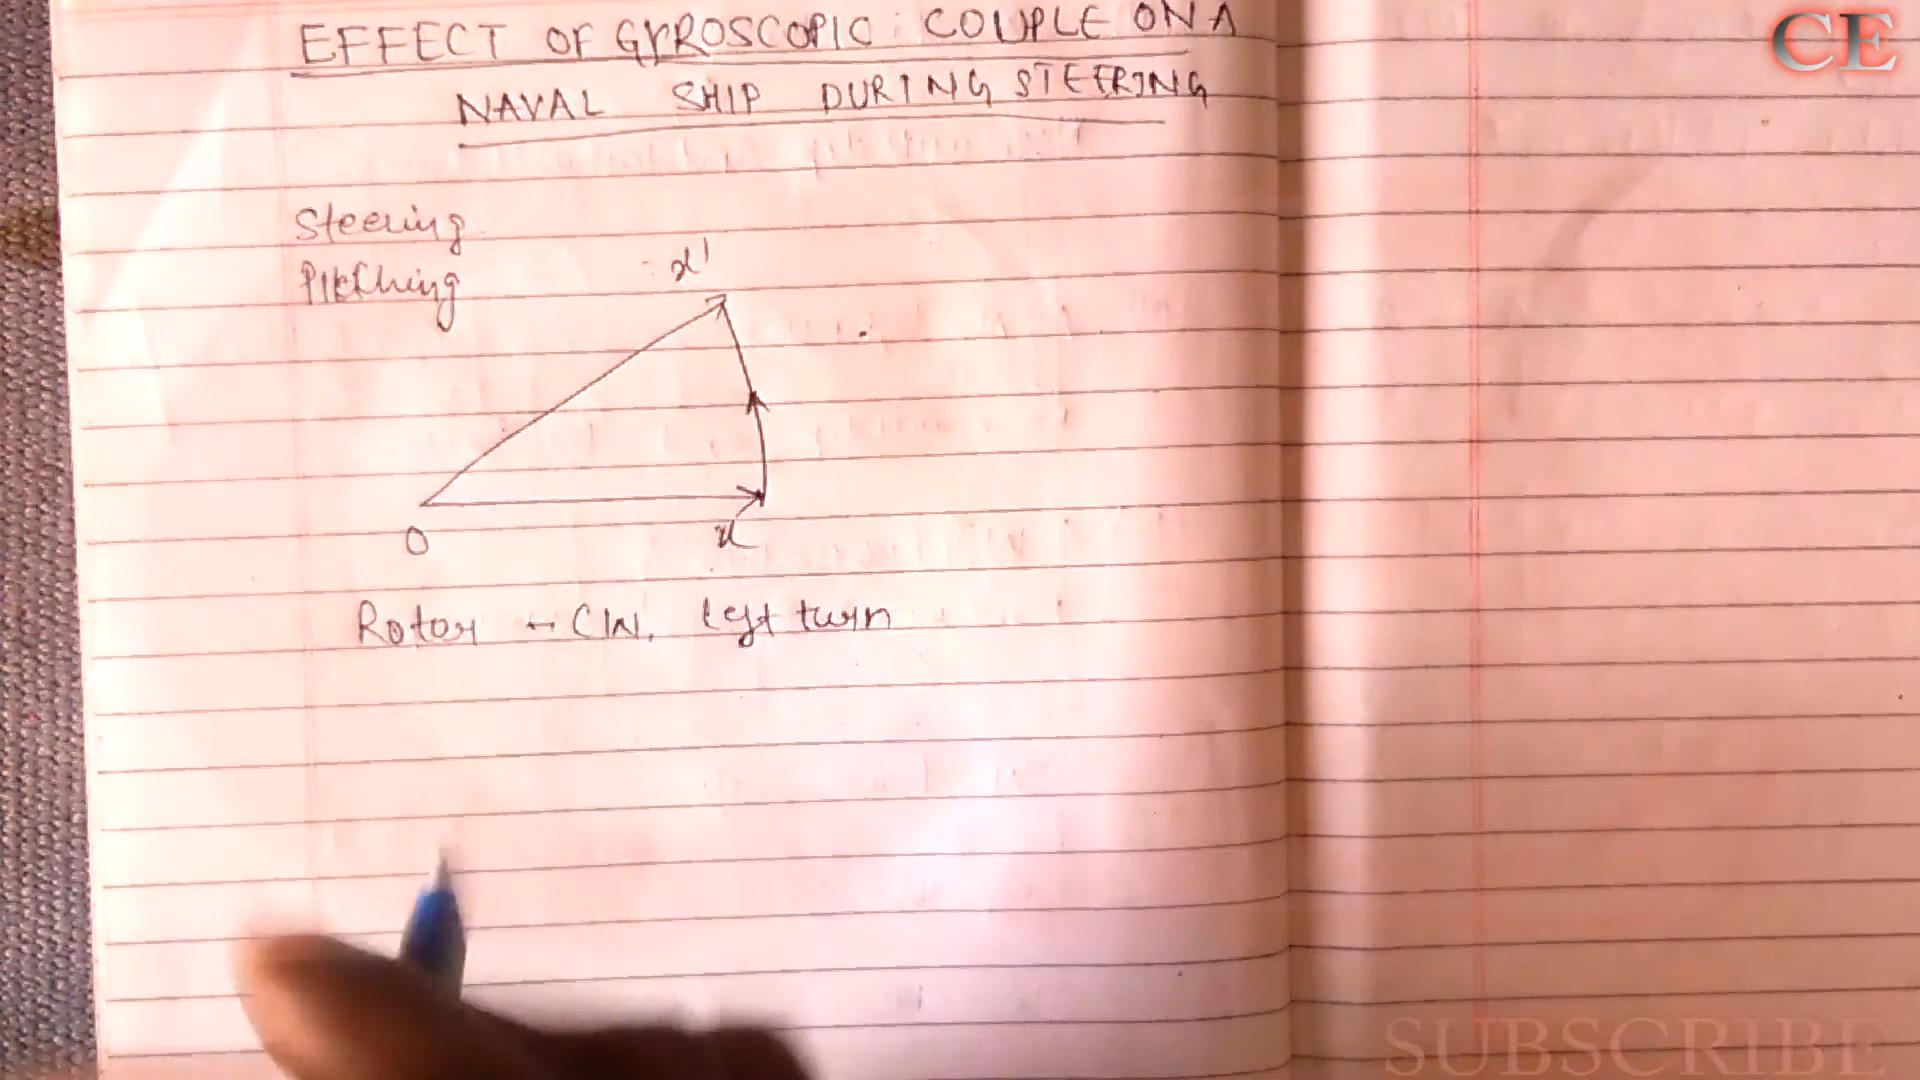 EFFECT OF GYROSCOPIC COUPLE ON A
NAVAL SHIP DURING STEERING
CE
Steering
Pitching
x'
O
x
Rotor - CW, left turn
SUBSCRIBE